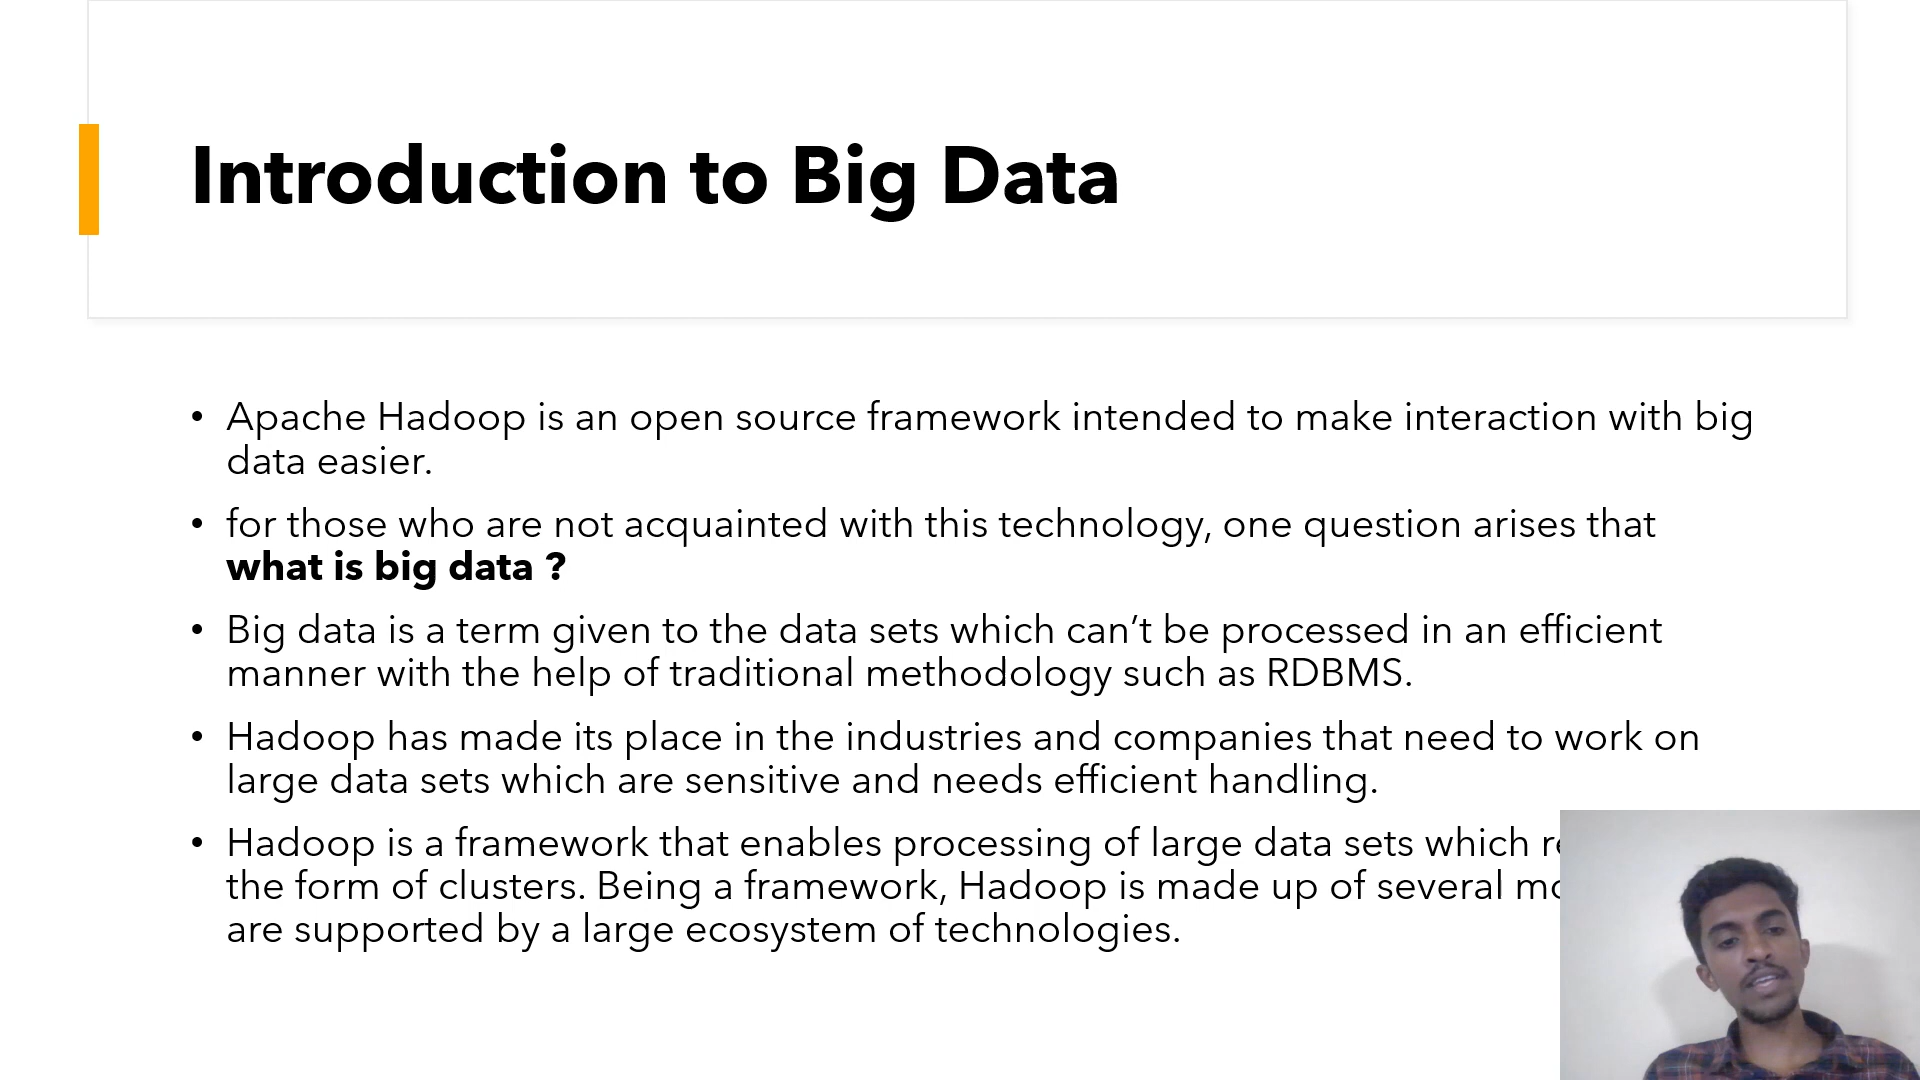 Introduction to Big Data
• Apache Hadoop is an open source framework intended to make interaction with big
data easier.
• for those who are not acquainted with this technology, one question arises that
what is big data ?
• Big data is a term given to the data sets which can’t be processed in an efficient
manner with the help of traditional methodology such as RDBMS.
• Hadoop has made its place in the industries and companies that need to work on
large data sets which are sensitive and needs efficient handling.
• Hadoop is a framework that enables processing of large data sets which
the form of clusters. Being a framework, Hadoop is made up of several
are supported by a large ecosystem of technologies.